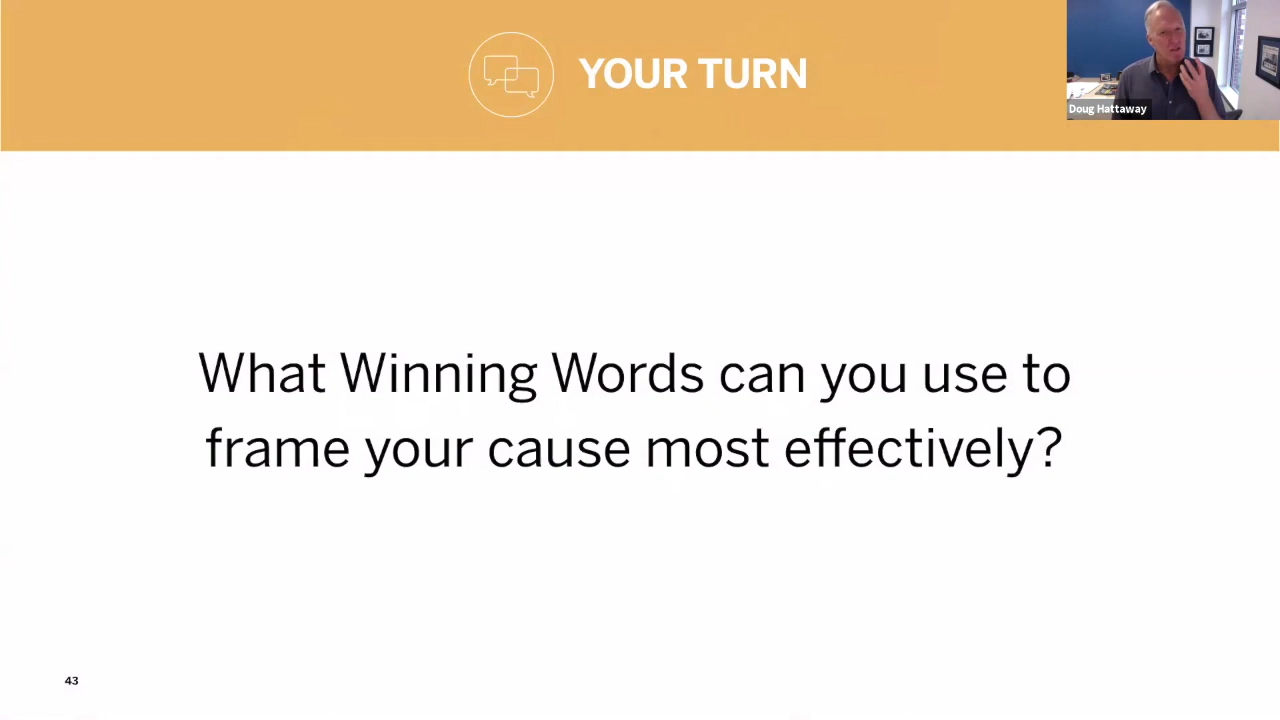 YOUR TURN
Doug Hattaway
What Winning Words can you use to
frame your cause most effectively?
43